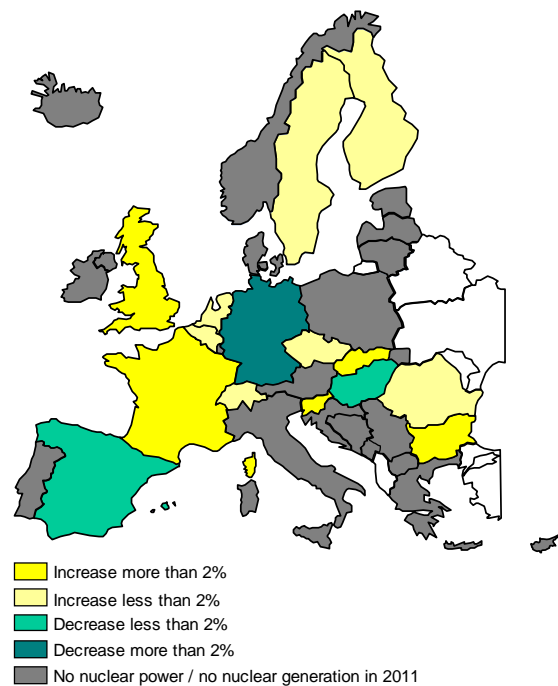 Increase more than 2%
Increase less than 2%
Decrease less than 2%
Decrease more than 2%
No nuclear power / no nuclear generation in 2011